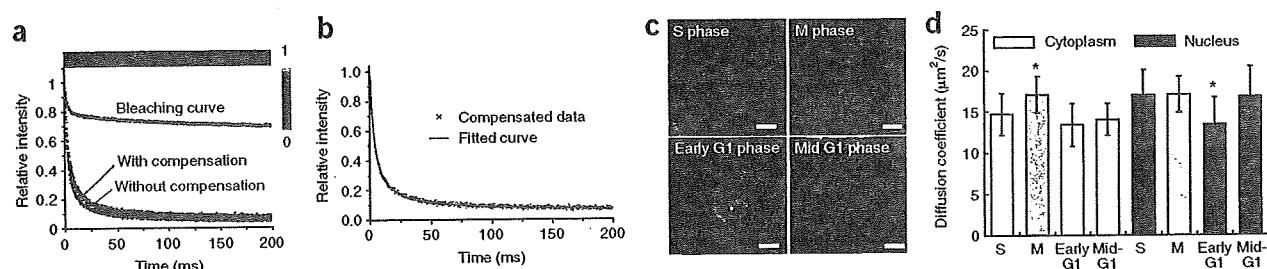 a
1
0
1
0.8
0.6
0.4
0.2
0
Relative intensity
Bleaching curve
With compensation
Without compensation
0 50 100 150 200
Time (ms)
b
1.0
0.8
0.6
0.4
0.2
0.0
Relative intensity
× Compensated data
Fitted curve
0 50 100 150 200
Time (ms)
c
S phase
M phase
Early G1 phase
Mid G1 phase
d
Cytoplasm
Nucleus
25
20
15
10
5
0
Diffusion coefficient (μm²/s)
*
*
S M Early G1 Mid-G1 S M Early G1 Mid-G1